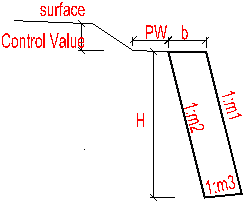 surface
Control Value
PW
b
H
1:m1
1:m2
1:m3